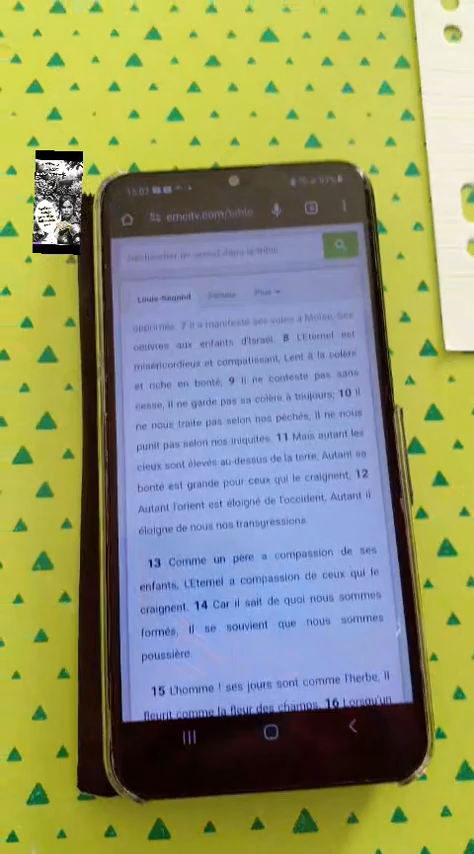 15:07
emcitv.com/bible
Rechercher un verset dans la bible
Louis-Segond
Plus
opprimés. 7 Il a manifesté ses voies à Moïse, Ses
oeuvres aux enfants d'Israël. 8 L'Eternel est
miséricordieux et compatissant, Lent à la colère
et riche en bonté; 9 Il ne conteste pas sans
cesse, Il ne garde pas sa colère à toujours; 10 Il
ne nous traite pas selon nos péchés, Il ne nous
punit pas selon nos iniquités. 11 Mais autant les
cieux sont élevés au-dessus de la terre, Autant sa
bonté est grande pour ceux qui le craignent, 12
Autant l'orient est éloigné de l'occident, Autant il
éloigne de nous nos transgressions.
13 Comme un père a compassion de ses
enfants, L'Eternel a compassion de ceux qui le
craignent. 14 Car il sait de quoi nous sommes
formés, Il se souvient que nous sommes
poussière.
15 L'homme ! ses jours sont comme l'herbe, Il
fleurit comme la fleur des champs. 16 Lorsqu'un